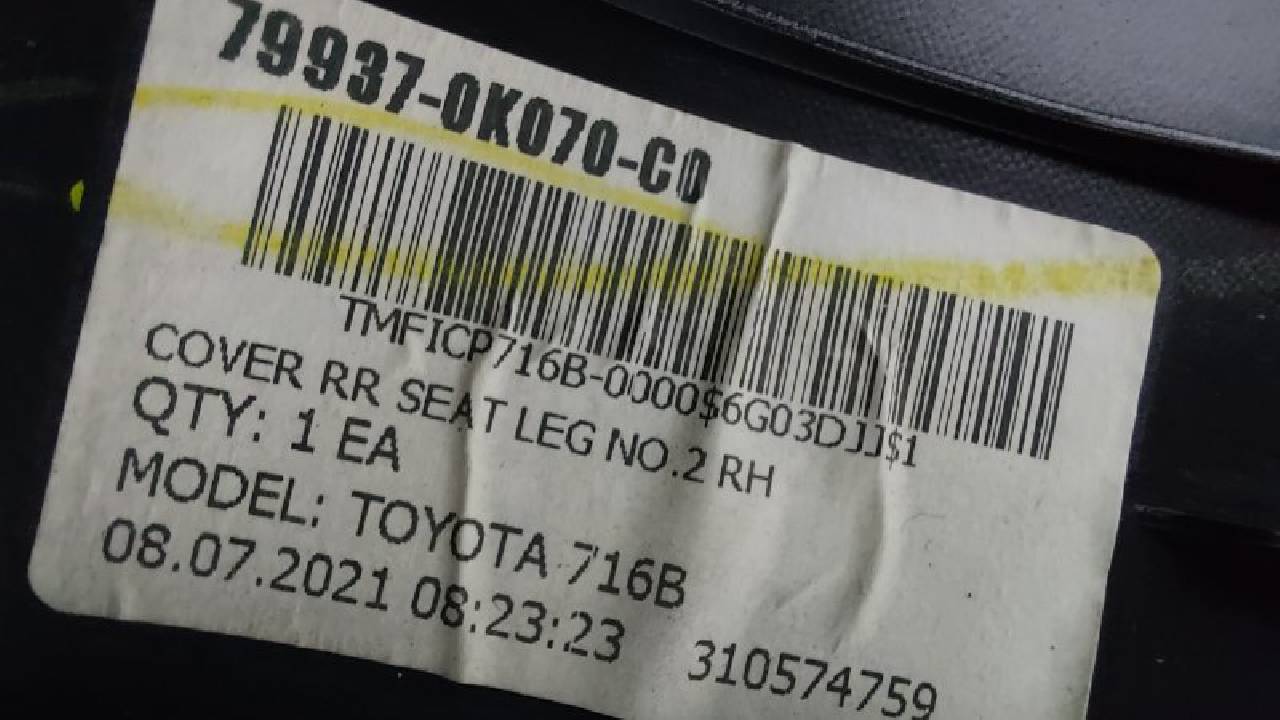 79937-0K070-C0
TMFICP716B-0000$6G03DJJ$1
COVER RR SEAT LEG NO.2 RH
QTY: 1 EA
MODEL: TOYOTA 716B
08.07.2021 08:23:23 310574759